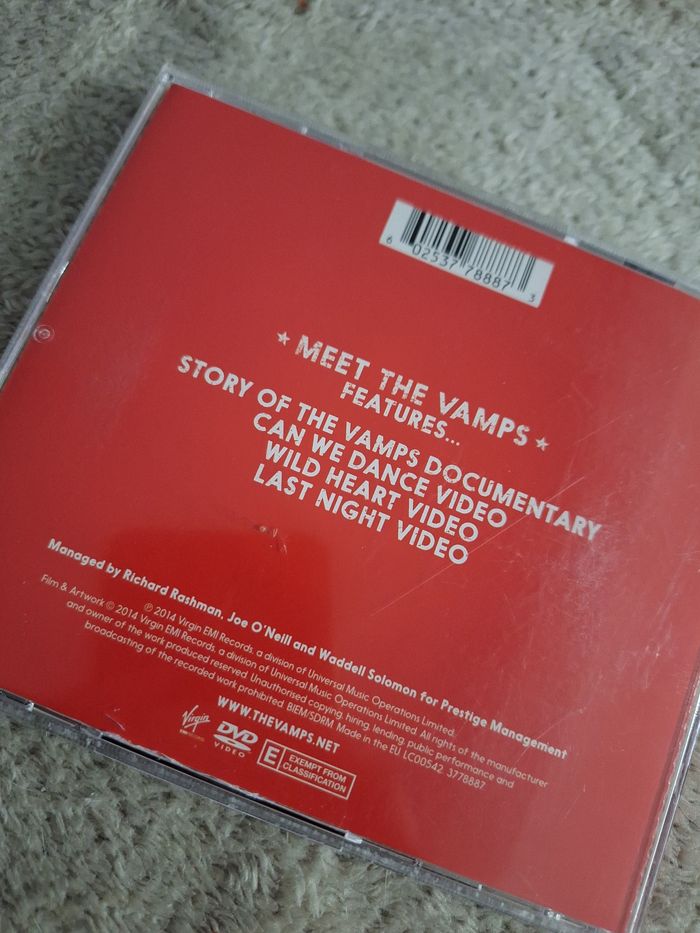 6 02537 78887 3
★ MEET THE VAMPS ★
FEATURES...
STORY OF THE VAMPS DOCUMENTARY
CAN WE DANCE VIDEO
WILD HEART VIDEO
LAST NIGHT VIDEO
Managed by Richard Rashman, Joe O'Neill and Waddell Solomon for Prestige Management
℗ 2014 Virgin EMI Records, a division of Universal Music Operations Limited.
Film & Artwork © 2014 Virgin EMI Records, a division of Universal Music Operations Limited. All rights of the manufacturer
and owner of the work produced reserved. Unauthorised copying, hiring, lending, public performance and
broadcasting of the recorded work prohibited. BIEM/SDRM. Made in the EU LC00542 3778887
WWW.THEVAMPS.NET
Virgin
DVD
VIDEO
E
EXEMPT FROM
CLASSIFICATION